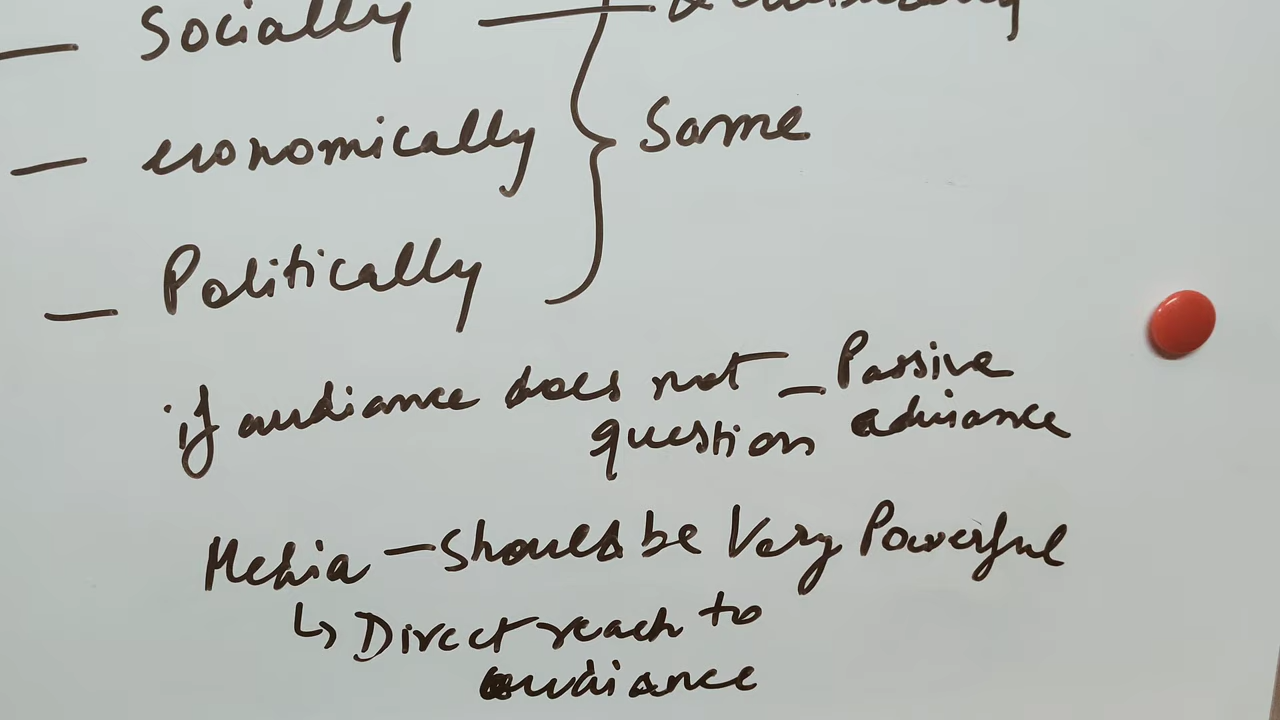 — Socially —
— economically } Same
— Politically
if audiance does not — Passive
question audiance
Media — Should be Very Powerful
↳ Direct reach to
audiance